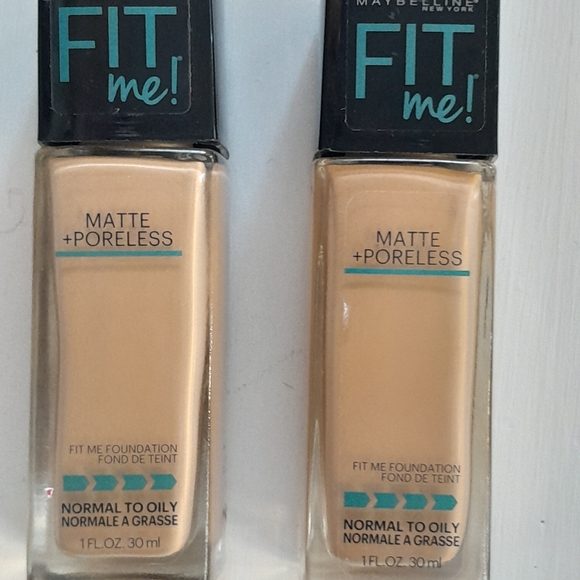 FIT
me!
MATTE
+PORELESS
FIT ME FOUNDATION
FOND DE TEINT
NORMAL TO OILY
NORMALE A GRASSE
1 FL.OZ. 30 ml
MAYBELLINE
NEW YORK
FIT
me!
MATTE
+PORELESS
FIT ME FOUNDATION
FOND DE TEINT
NORMAL TO OILY
NORMALE A GRASSE
1 FL.OZ. 30 ml